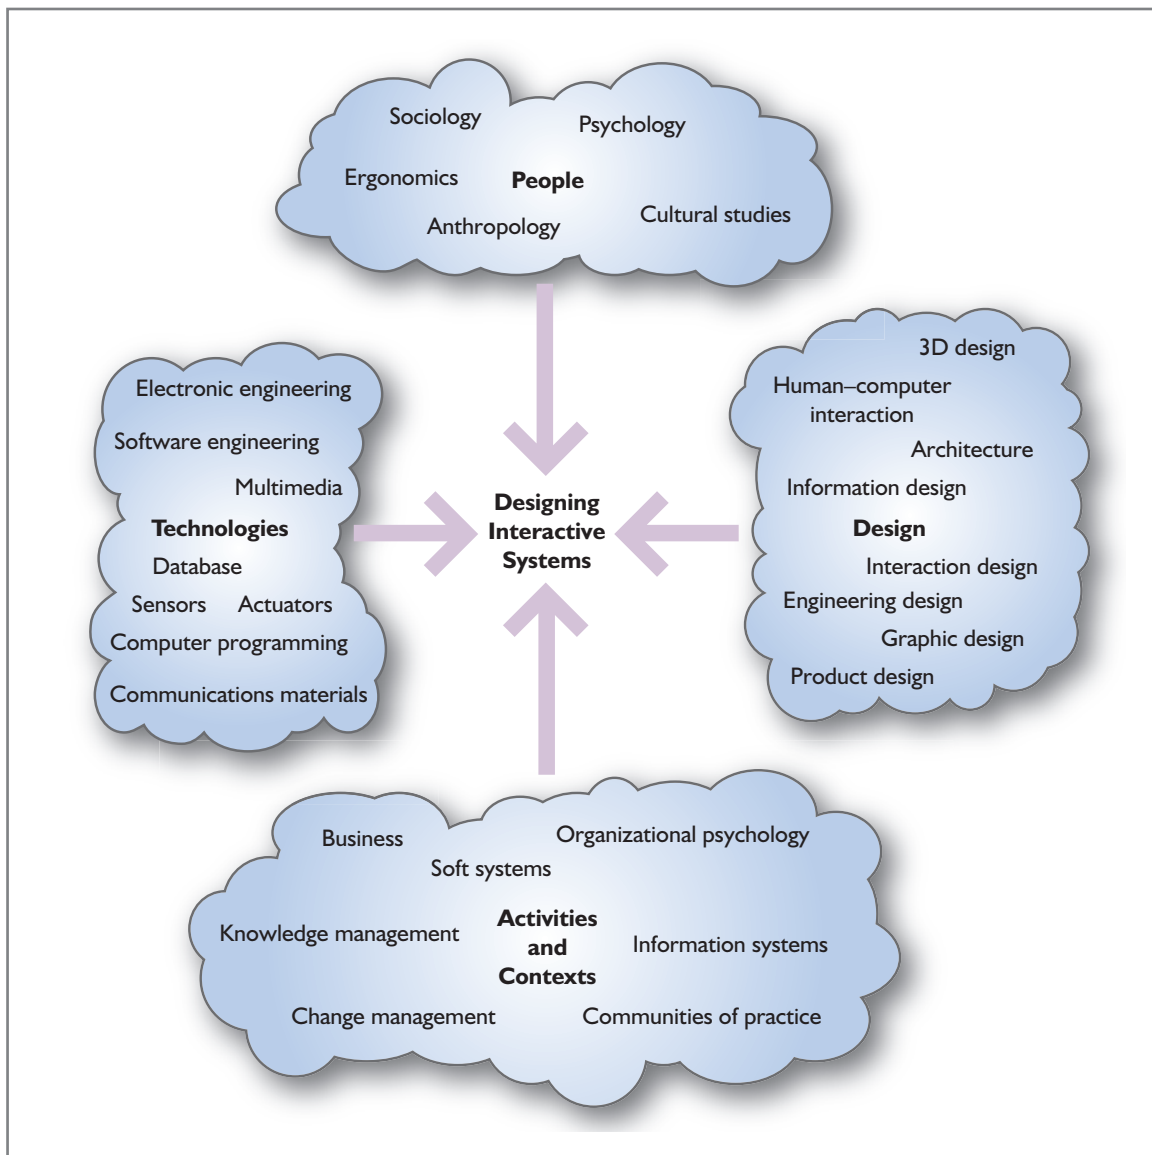 Sociology
Psychology
Ergonomics
People
Anthropology
Cultural studies
Electronic engineering
Software engineering
Multimedia
Technologies
Database
Sensors
Actuators
Computer programming
Communications materials
Designing
Interactive
Systems
3D design
Human–computer
interaction
Architecture
Information design
Design
Interaction design
Engineering design
Graphic design
Product design
Business
Organizational psychology
Soft systems
Knowledge management
Activities
and
Contexts
Information systems
Change management
Communities of practice